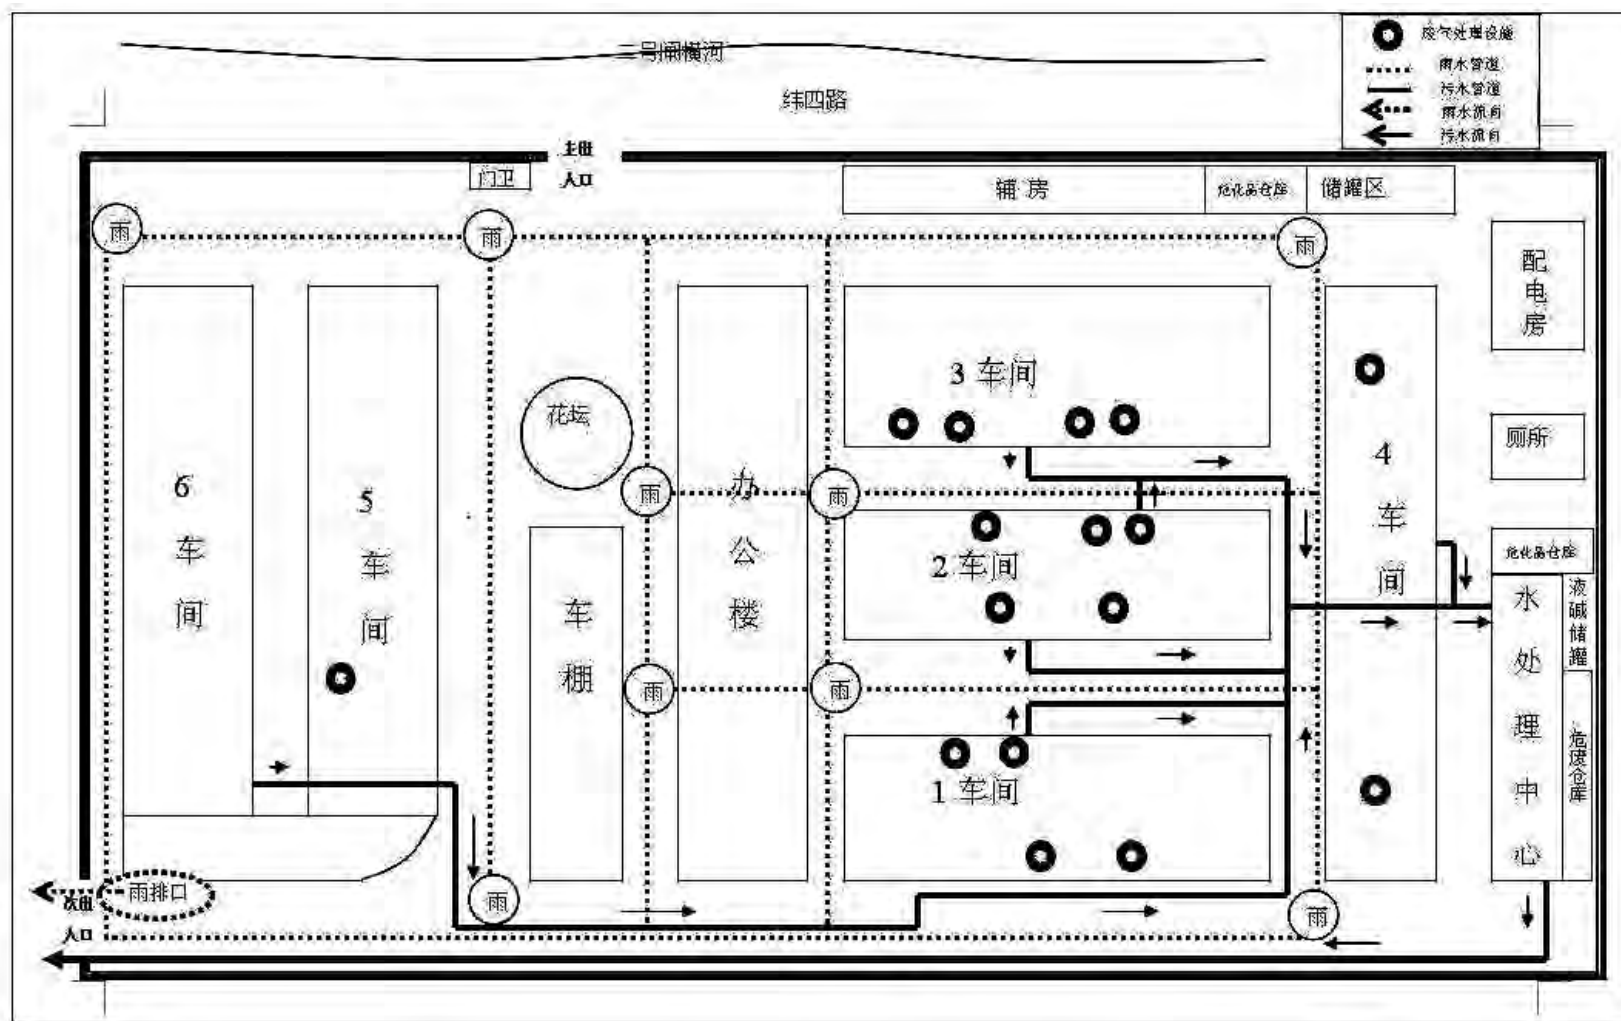 二号闸横河
纬四路
废气处理设施
雨水管道
污水管道
雨水流向
污水流向
主出
入口
门卫
辅房
危化品仓库
储罐区
雨
雨
雨
配电房
3车间
花坛
厕所
6车间
5车间
办公楼
4车间
雨
雨
车棚
2车间
危化品仓库
水处理中心
液碱储罐
危废仓库
雨
雨
1车间
雨排口
次出
入口
雨
雨